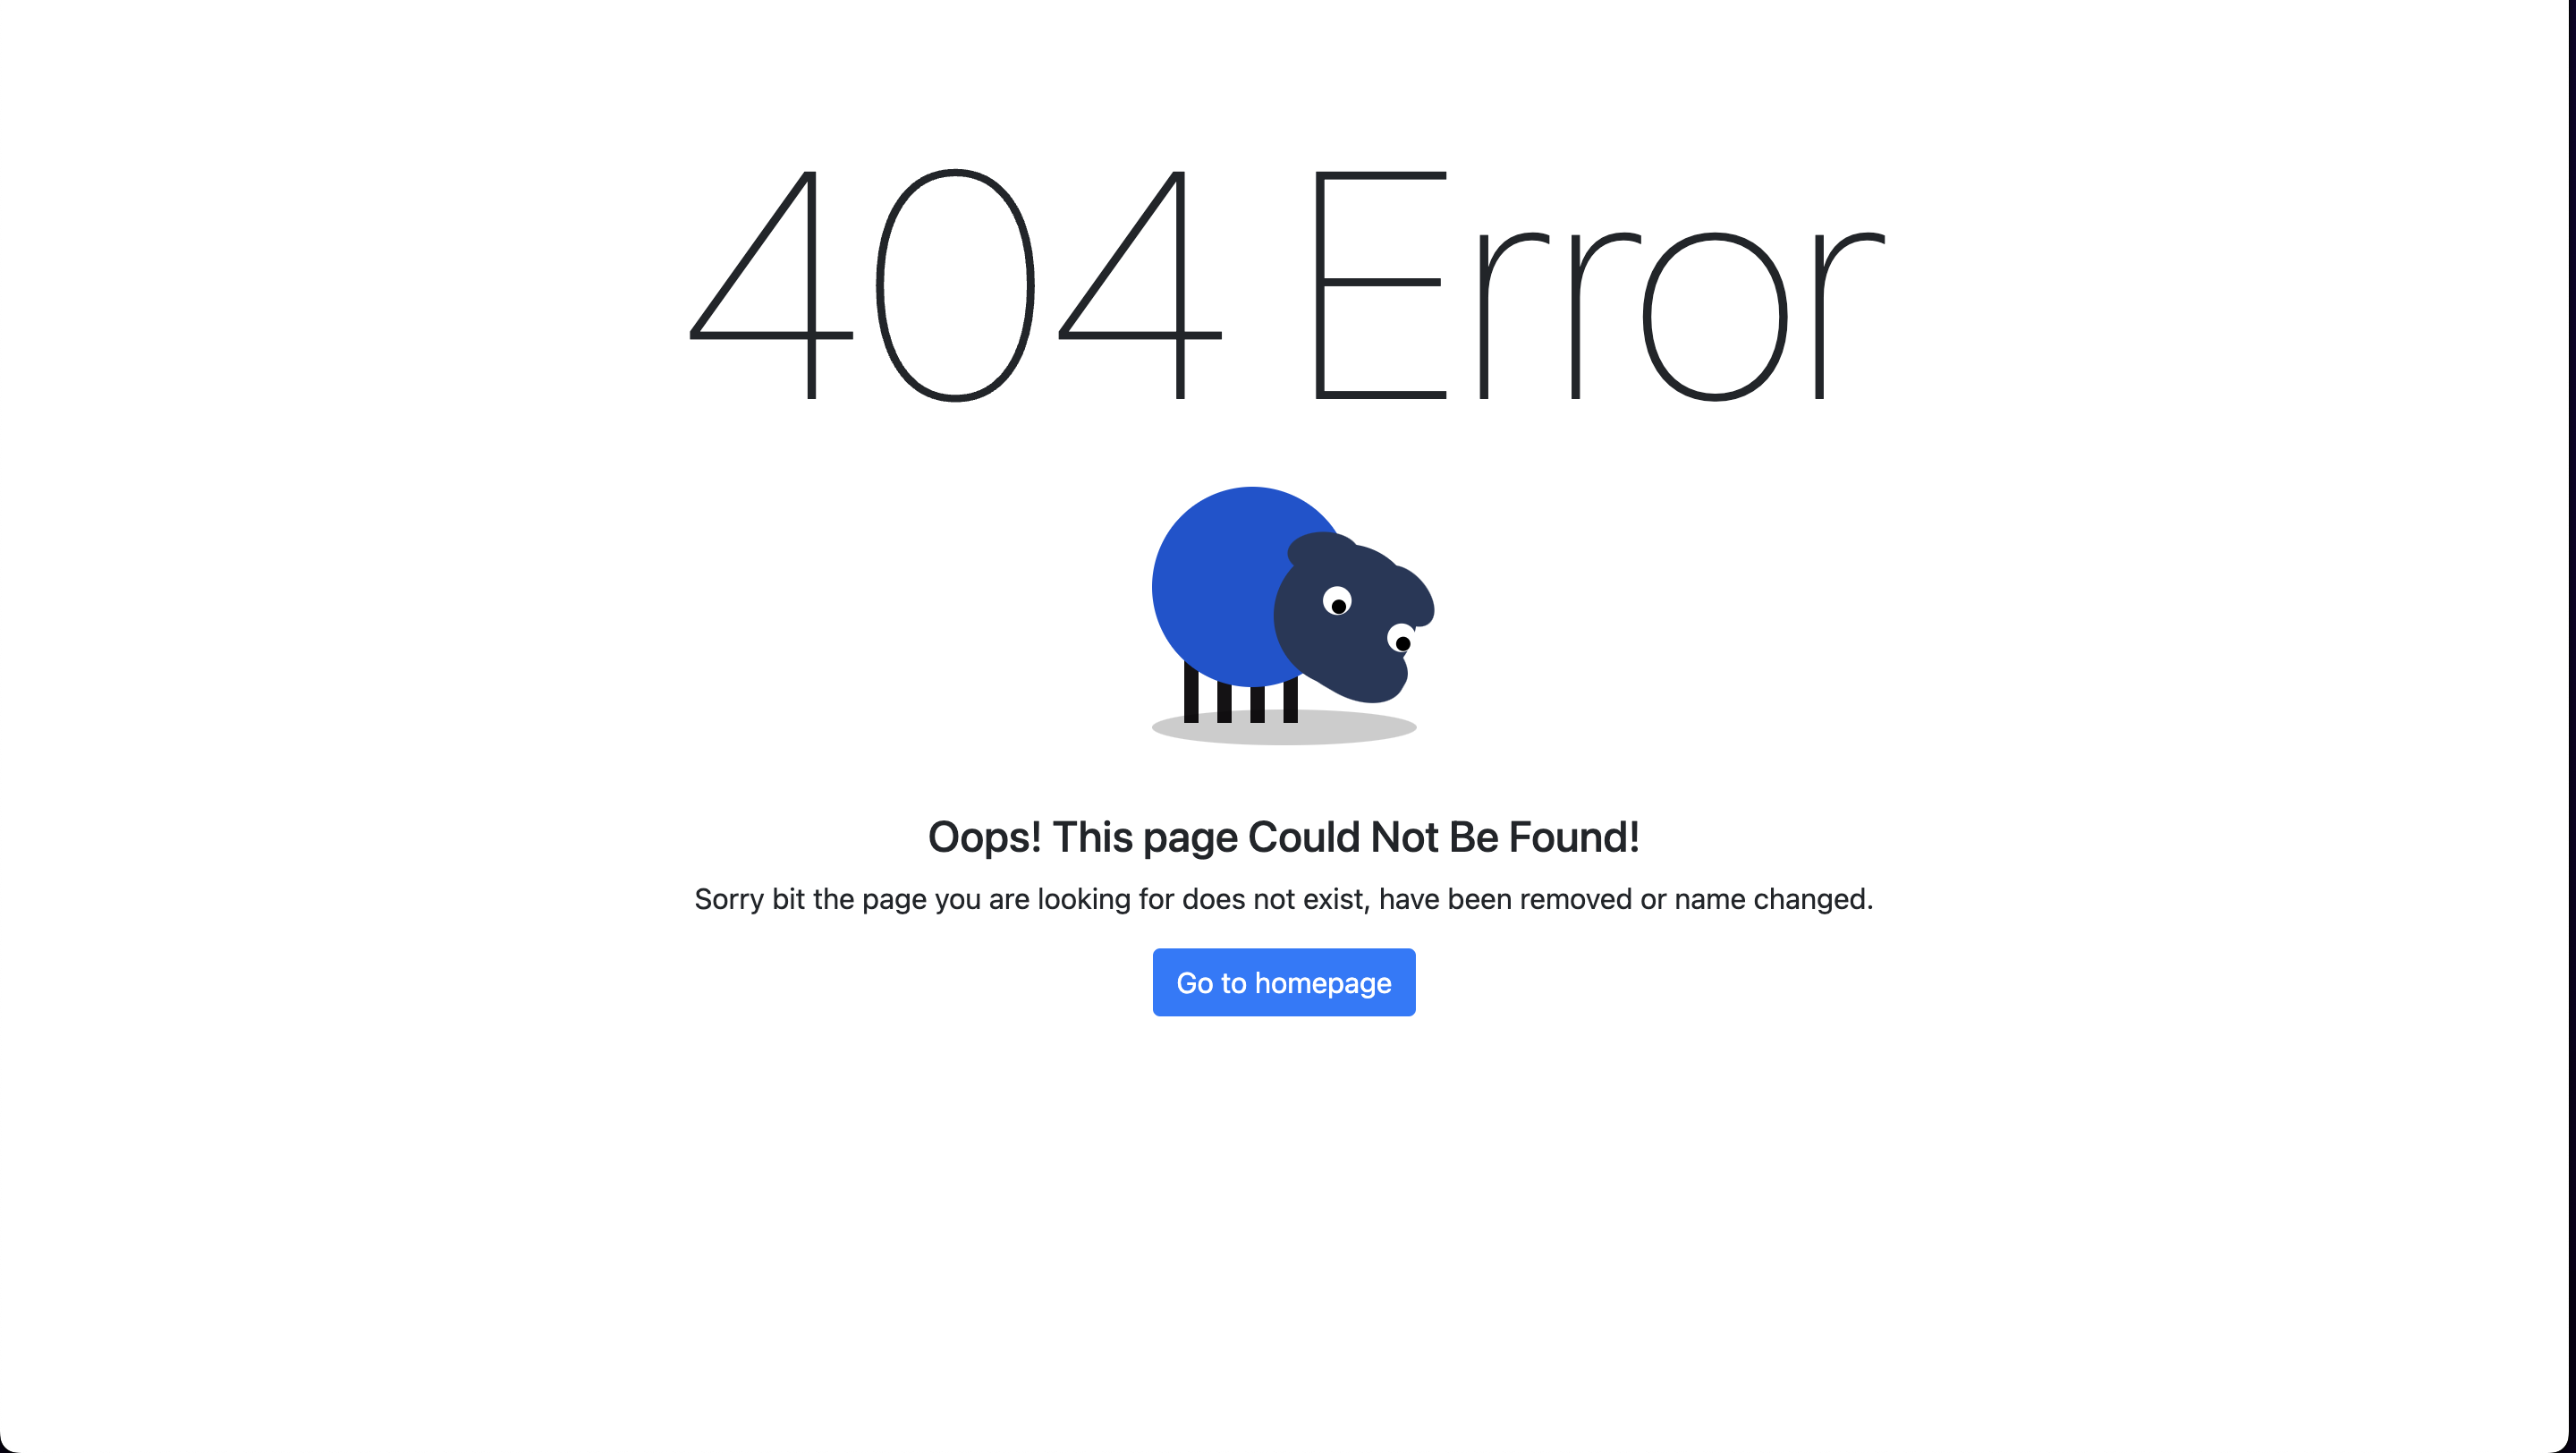 404 Error
Oops! This page Could Not Be Found!
Sorry bit the page you are looking for does not exist, have been removed or name changed.
Go to homepage